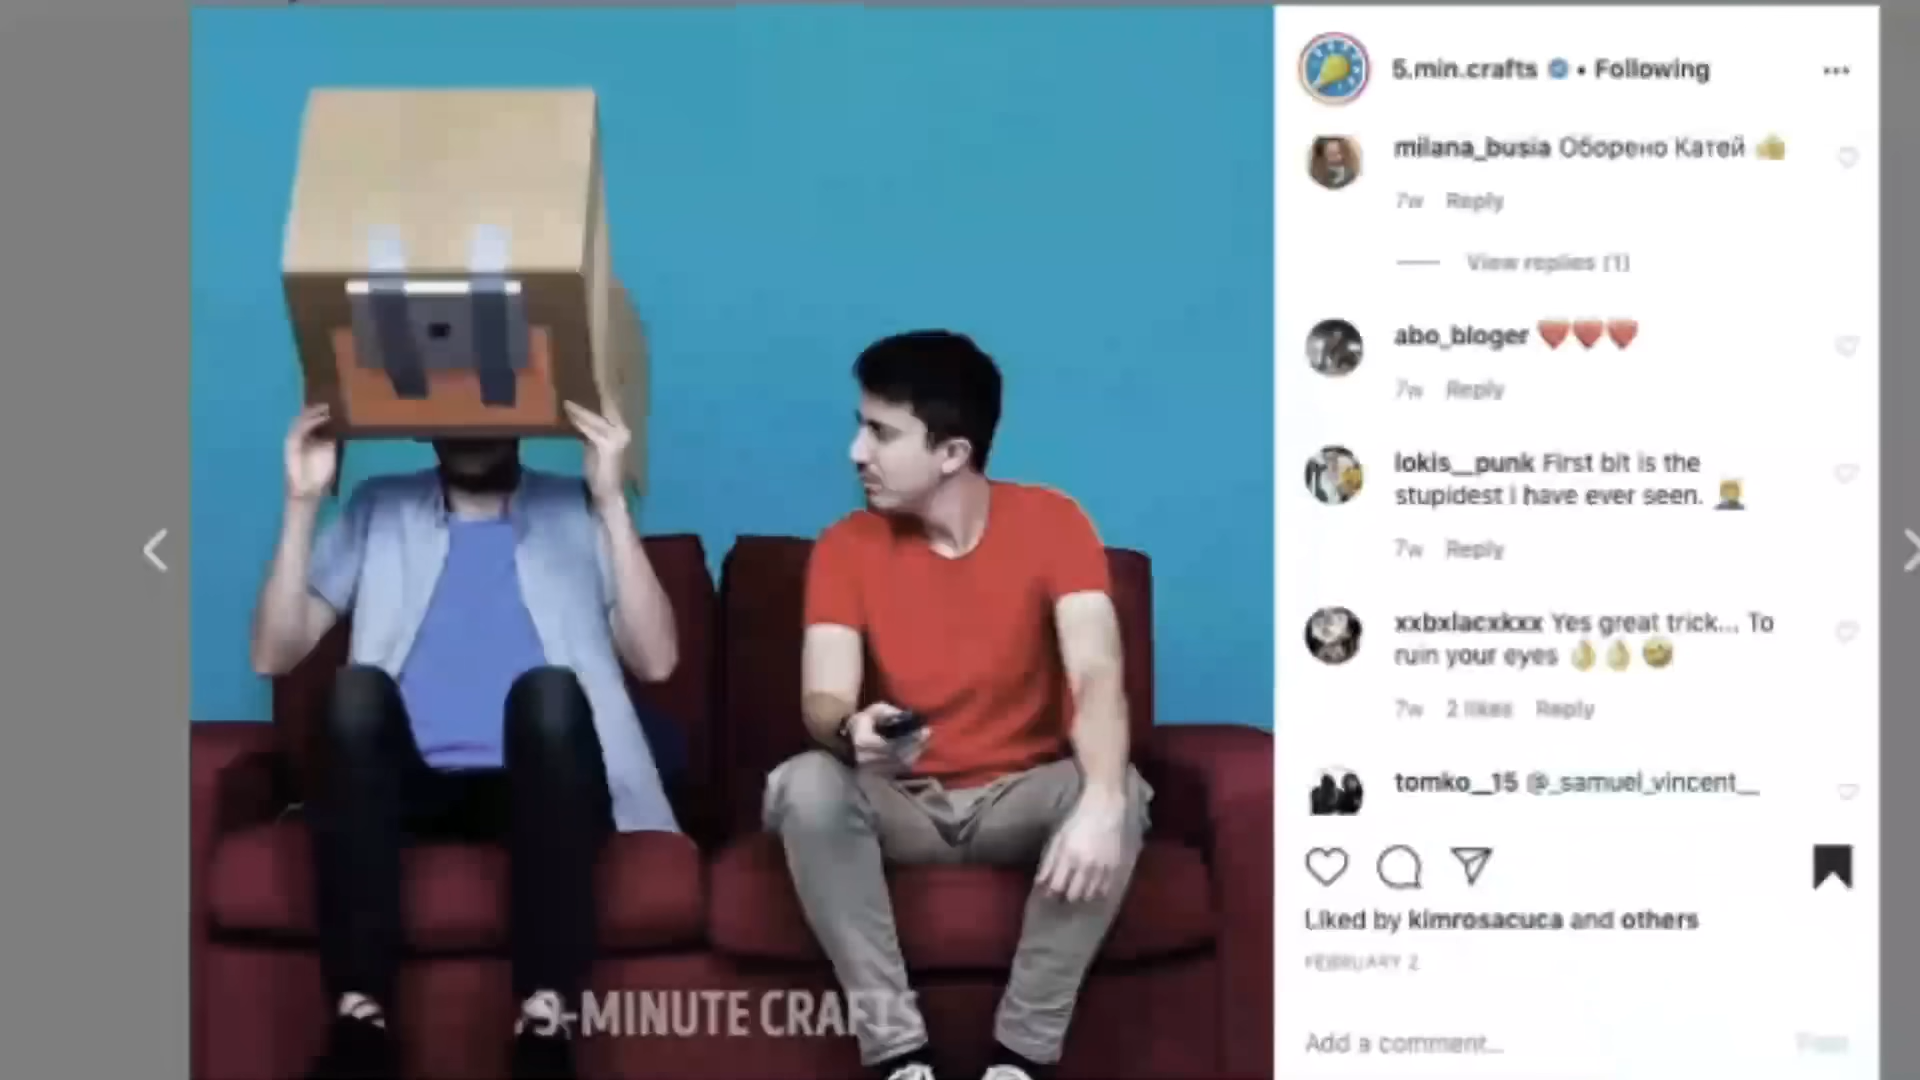 5.min.crafts • Following
milana_busia Оборено Катей
7w Reply
View replies (1)
abo_bloger
7w Reply
lokis__punk First bit is the
stupidest i have ever seen.
7w Reply
xxbxlacxkxx Yes great trick... To
ruin your eyes
7w 2 likes Reply
tomko__15 @_samuel_vincent__
Liked by kimrosacuca and others
FEBRUARY 2
Add a comment...
Post
5-MINUTE CRAFTS